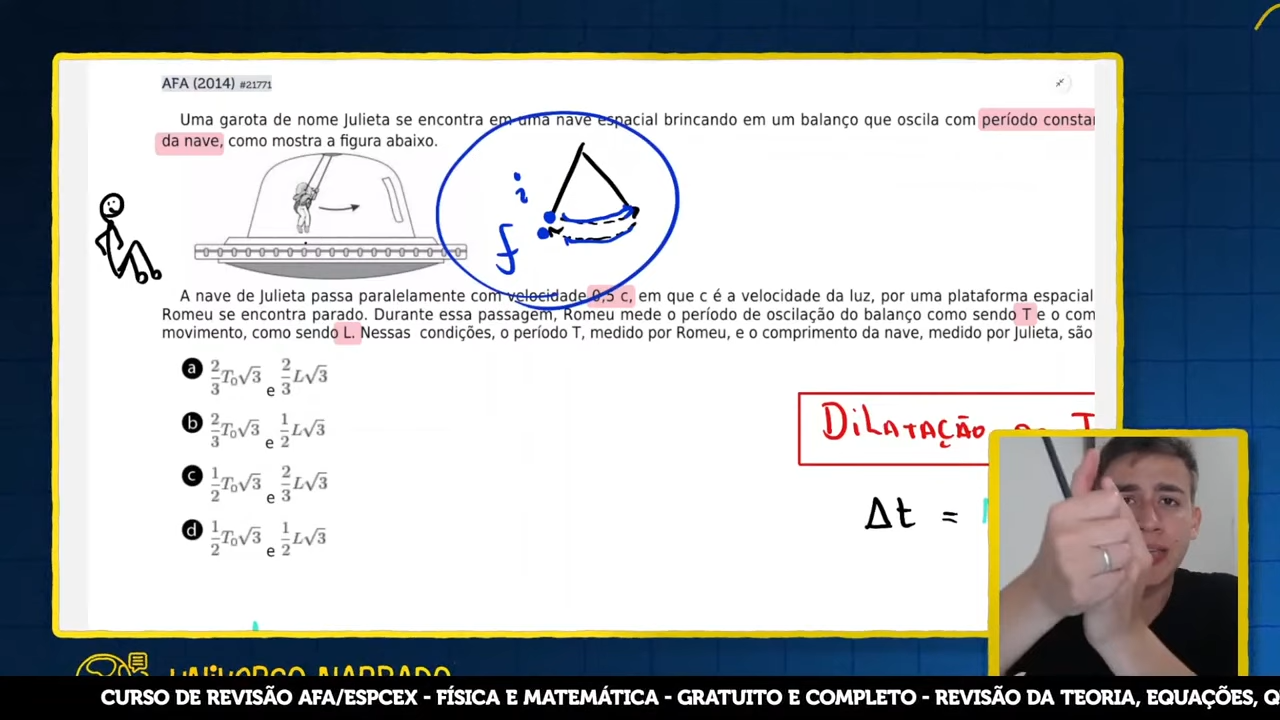 AFA (2014) #21771
Uma garota de nome Julieta se encontra em uma nave espacial brincando em um balanço que oscila com período constan
da nave, como mostra a figura abaixo.
i
f
A nave de Julieta passa paralelamente com velocidade 0,5 c, em que c é a velocidade da luz, por uma plataforma espacial
Romeu se encontra parado. Durante essa passagem, Romeu mede o período de oscilação do balanço como sendo T e o com
movimento, como sendo L. Nessas condições, o período T, medido por Romeu, e o comprimento da nave, medido por Julieta, são
a 2/3 T₀√3 e 2/3 L√3
b 2/3 T₀√3 e 1/2 L√3
c 1/2 T₀√3 e 2/3 L√3
d 1/2 T₀√3 e 1/2 L√3
DiLATAÇÃO
Δt =
UNIVERSO NARRADO
CURSO DE REVISÃO AFA/ESPCEX - FÍSICA E MATEMÁTICA - GRATUITO E COMPLETO - REVISÃO DA TEORIA, EQUAÇÕES, Q